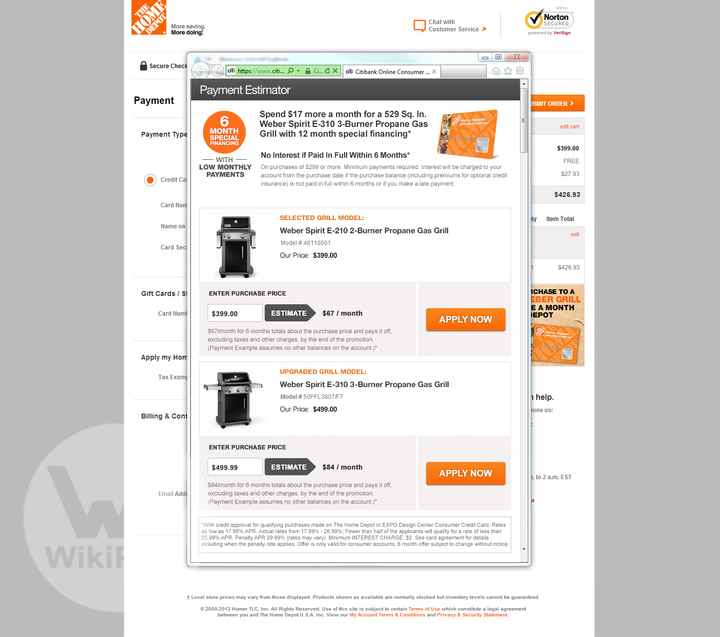 THE HOME DEPOT
More saving.
More doing.
Chat with
Customer Service
Norton
SECURED
powered by VeriSign
Secure Check
https://www.citi...
Ci...
Citibank Online Consumer ...
Payment Estimator
6
MONTH
SPECIAL
FINANCING
WITH
LOW MONTHLY
PAYMENTS
Spend $17 more a month for a 529 Sq. In.
Weber Spirit E-310 3-Burner Propane Gas
Grill with 12 month special financing*
No Interest if Paid In Full Within 6 Months*
On purchases of $299 or more. Minimum payments required. Interest will be charged to your
account from the purchase date if the purchase balance (including premiums for optional credit
insurance) is not paid in full within 6 months or if you make a late payment.
SELECTED GRILL MODEL:
Weber Spirit E-210 2-Burner Propane Gas Grill
Model # 46110001
Our Price: $399.00
ENTER PURCHASE PRICE
$399.00 ESTIMATE $67 / month
APPLY NOW
$67/month for 6 months totals about the purchase price and pays it off,
excluding taxes and other charges, by the end of the promotion.
(Payment Example assumes no other balances on the account.)*
UPGRADED GRILL MODEL:
Weber Spirit E-310 3-Burner Propane Gas Grill
Model # 50PFL3807/F7
Our Price: $499.00
ENTER PURCHASE PRICE
$499.99 ESTIMATE $84 / month
APPLY NOW
$84/month for 6 months totals about the purchase price and pays it off,
excluding taxes and other charges, by the end of the promotion.
(Payment Example assumes no other balances on the account.)*
*With credit approval for qualifying purchases made on The Home Depot or EXPO Design Center Consumer Credit Card. Rates
as low as 17.99% APR. Actual rates from 17.99% - 26.99%. Fewer than half of the applicants will qualify for a rate of less than
25.99% APR. Penalty APR 29.99% (rates may vary). Minimum INTEREST CHARGE: $2. See card agreement for details
including when the penalty rate applies. Offer is only valid for consumer accounts. 6 month offer subject to change without notice.
Payment
Payment Type
Credit Ca
Card Num
Name on
Card Sec
Gift Cards / St
Card Numl
Apply my Hom
Tax Exemp
Billing & Cont
Email Addr
BMIT ORDER >
edit cart
$399.00
FREE
$27.93
$426.93
ty Item Total
edit
1 $426.93
RCHASE TO A
EBER GRILL
E A MONTH
DEPOT
n help.
hone us:
. to 2 a.m. EST
WikiF
† Local store prices may vary from those displayed. Products shown as available are normally stocked but inventory levels cannot be guaranteed.
© 2000-2013 Homer TLC, Inc. All Rights Reserved. Use of this site is subject to certain Terms of Use which constitute a legal agreement
between you and The Home Depot U.S.A. Inc. View our My Account Terms & Conditions and Privacy & Security Statement.